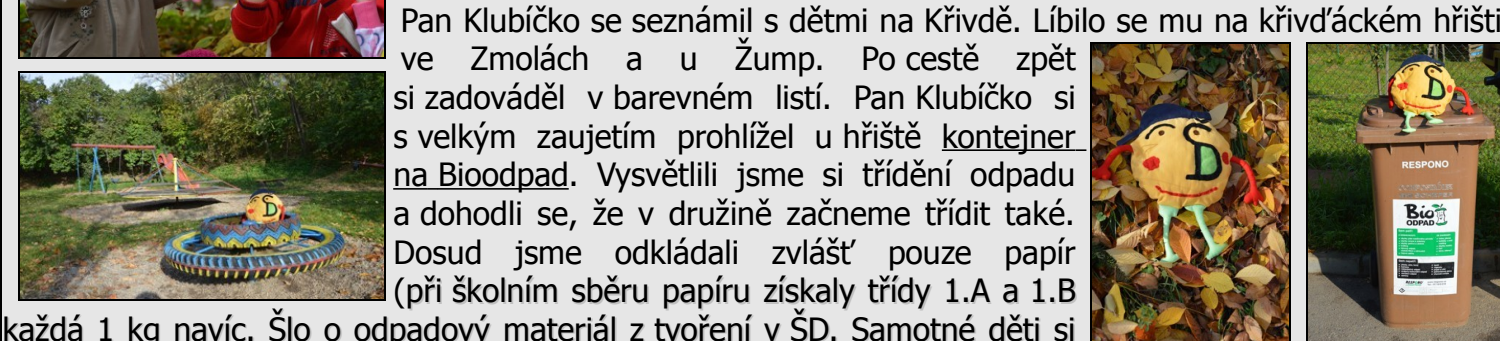 Pan Klubíčko se seznámil s dětmi na Křivdě. Líbilo se mu na křivďáckém hřišti
ve Zmolách a u Žump. Po cestě zpět
si zadováděl v barevném listí. Pan Klubíčko si
s velkým zaujetím prohlížel u hřiště kontejner
na Bioodpad. Vysvětlili jsme si třídění odpadu
a dohodli se, že v družině začneme třídit také.
Dosud jsme odkládali zvlášť pouze papír
(při školním sběru papíru získaly třídy 1.A a 1.B
každá 1 kg navíc. Šlo o odpadový materiál z tvoření v ŠD. Samotné děti si
RESPONO
Bio
ODPAD